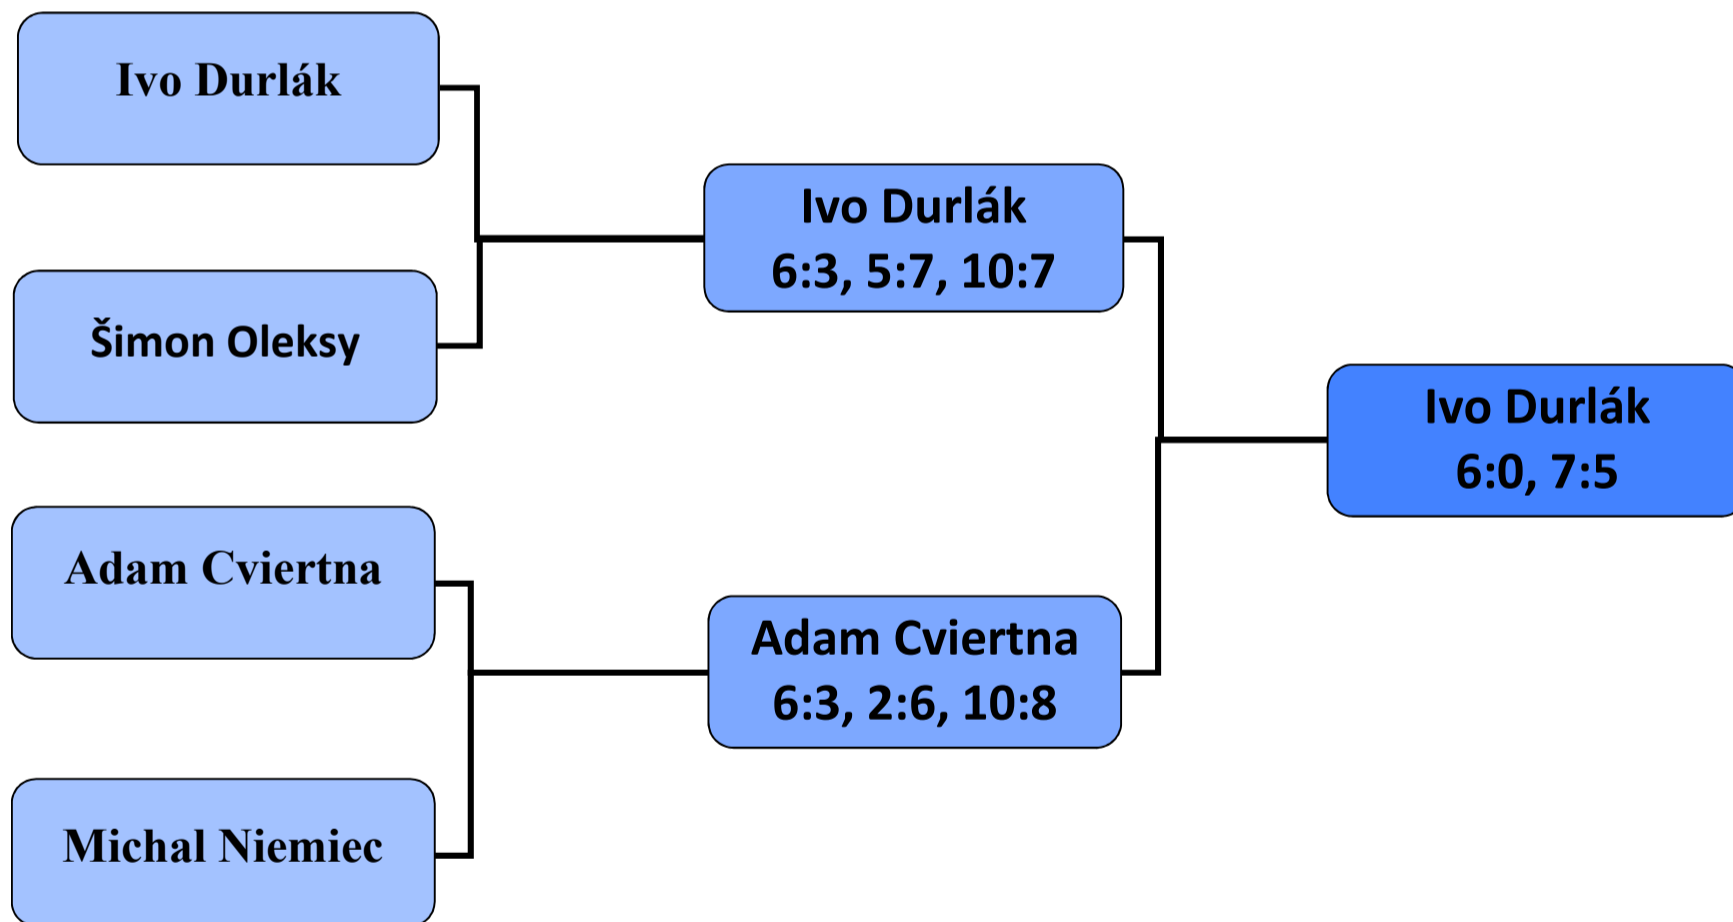 Ivo Durlák
Šimon Oleksy
Adam Cviertna
Michal Niemiec
Ivo Durlák
6:3, 5:7, 10:7
Adam Cviertna
6:3, 2:6, 10:8
Ivo Durlák
6:0, 7:5